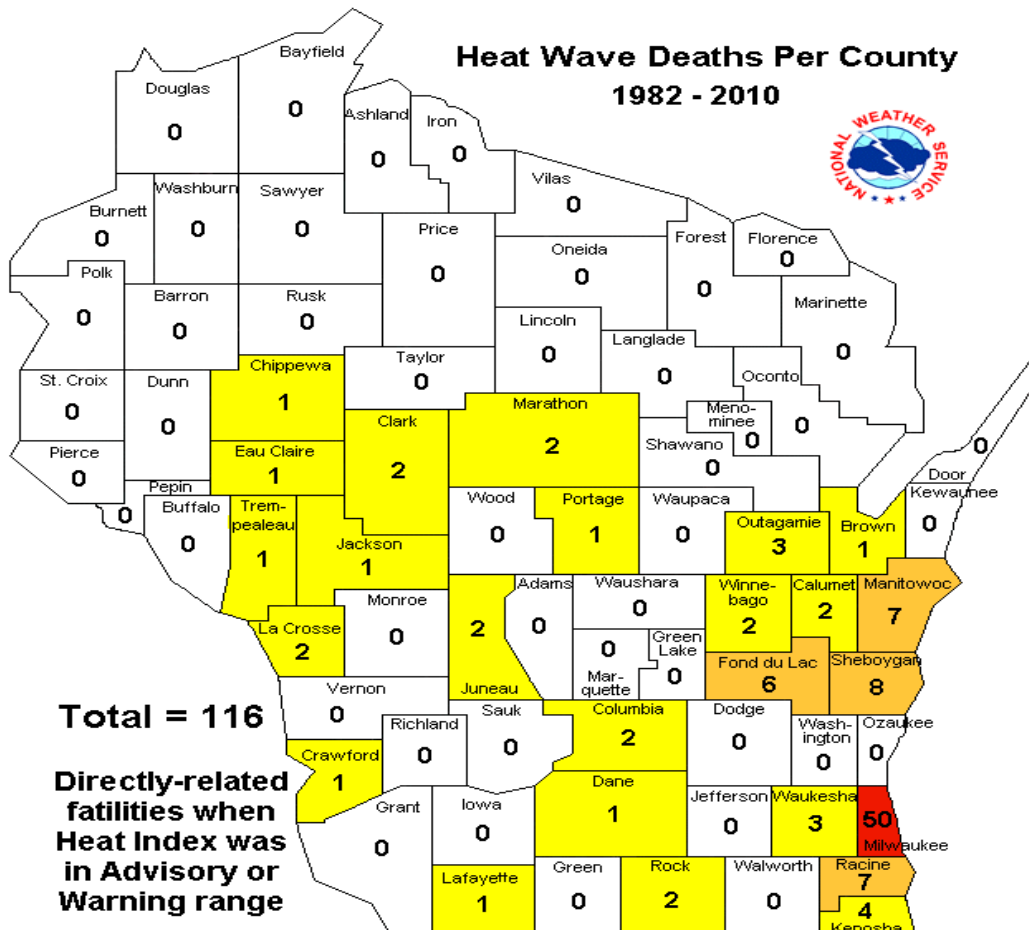 Heat Wave Deaths Per County
1982 - 2010
NATIONAL WEATHER SERVICE
Douglas
0
Bayfield
0
Ashland
0
Iron
0
Vilas
0
Burnett
0
Washburn
0
Sawyer
0
Price
0
Oneida
0
Forest
0
Florence
0
Polk
0
Barron
0
Rusk
0
Lincoln
0
Langlade
0
Marinette
0
Oconto
0
St. Croix
0
Dunn
0
Chippewa
1
Taylor
0
Clark
2
Marathon
2
Meno-
minee
0
Shawano
0
Pierce
0
Pepin
0
Eau Claire
1
Buffalo
0
Trem-
pealeau
1
Jackson
1
Wood
0
Portage
1
Waupaca
0
Outagamie
3
Brown
1
Door
0
Kewaunee
0
La Crosse
2
Monroe
0
Juneau
2
Adams
0
Waushara
0
Marquette
0
Green
Lake
0
Winne-
bago
2
Calumet
2
Manitowoc
7
Fond du Lac
6
Sheboygan
8
Vernon
0
Richland
0
Sauk
0
Columbia
2
Dodge
0
Wash-
ington
0
Ozaukee
0
Crawford
1
Grant
0
Iowa
0
Dane
1
Jefferson
0
Waukesha
3
50
Milwaukee
Lafayette
1
Green
0
Rock
2
Walworth
0
Racine
7
4
Kenosha
Total = 116
Directly-related
fatilities when
Heat Index was
in Advisory or
Warning range